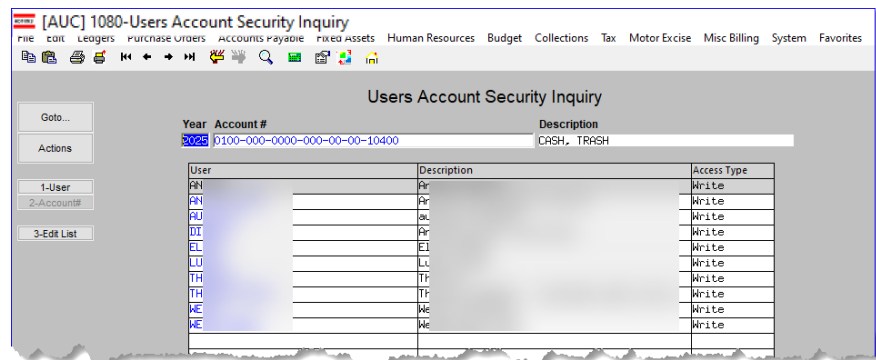 [AUC] 1080-Users Account Security Inquiry
File Edit Ledgers Purchase Orders Accounts Payable Fixed Assets Human Resources Budget Collections Tax Motor Excise Misc Billing System Favorites
Users Account Security Inquiry
Goto...
Actions
1-User
2-Account#
3-Edit List
Year Account # Description
2025 0100-000-0000-000-00-00-10400 CASH, TRASH
User Description Access Type
AN Ar Write
AN Ar Write
AU au Write
DI Ar Write
EL El Write
LU Lu Write
TH Th Write
TH Th Write
WE We Write
WE We Write